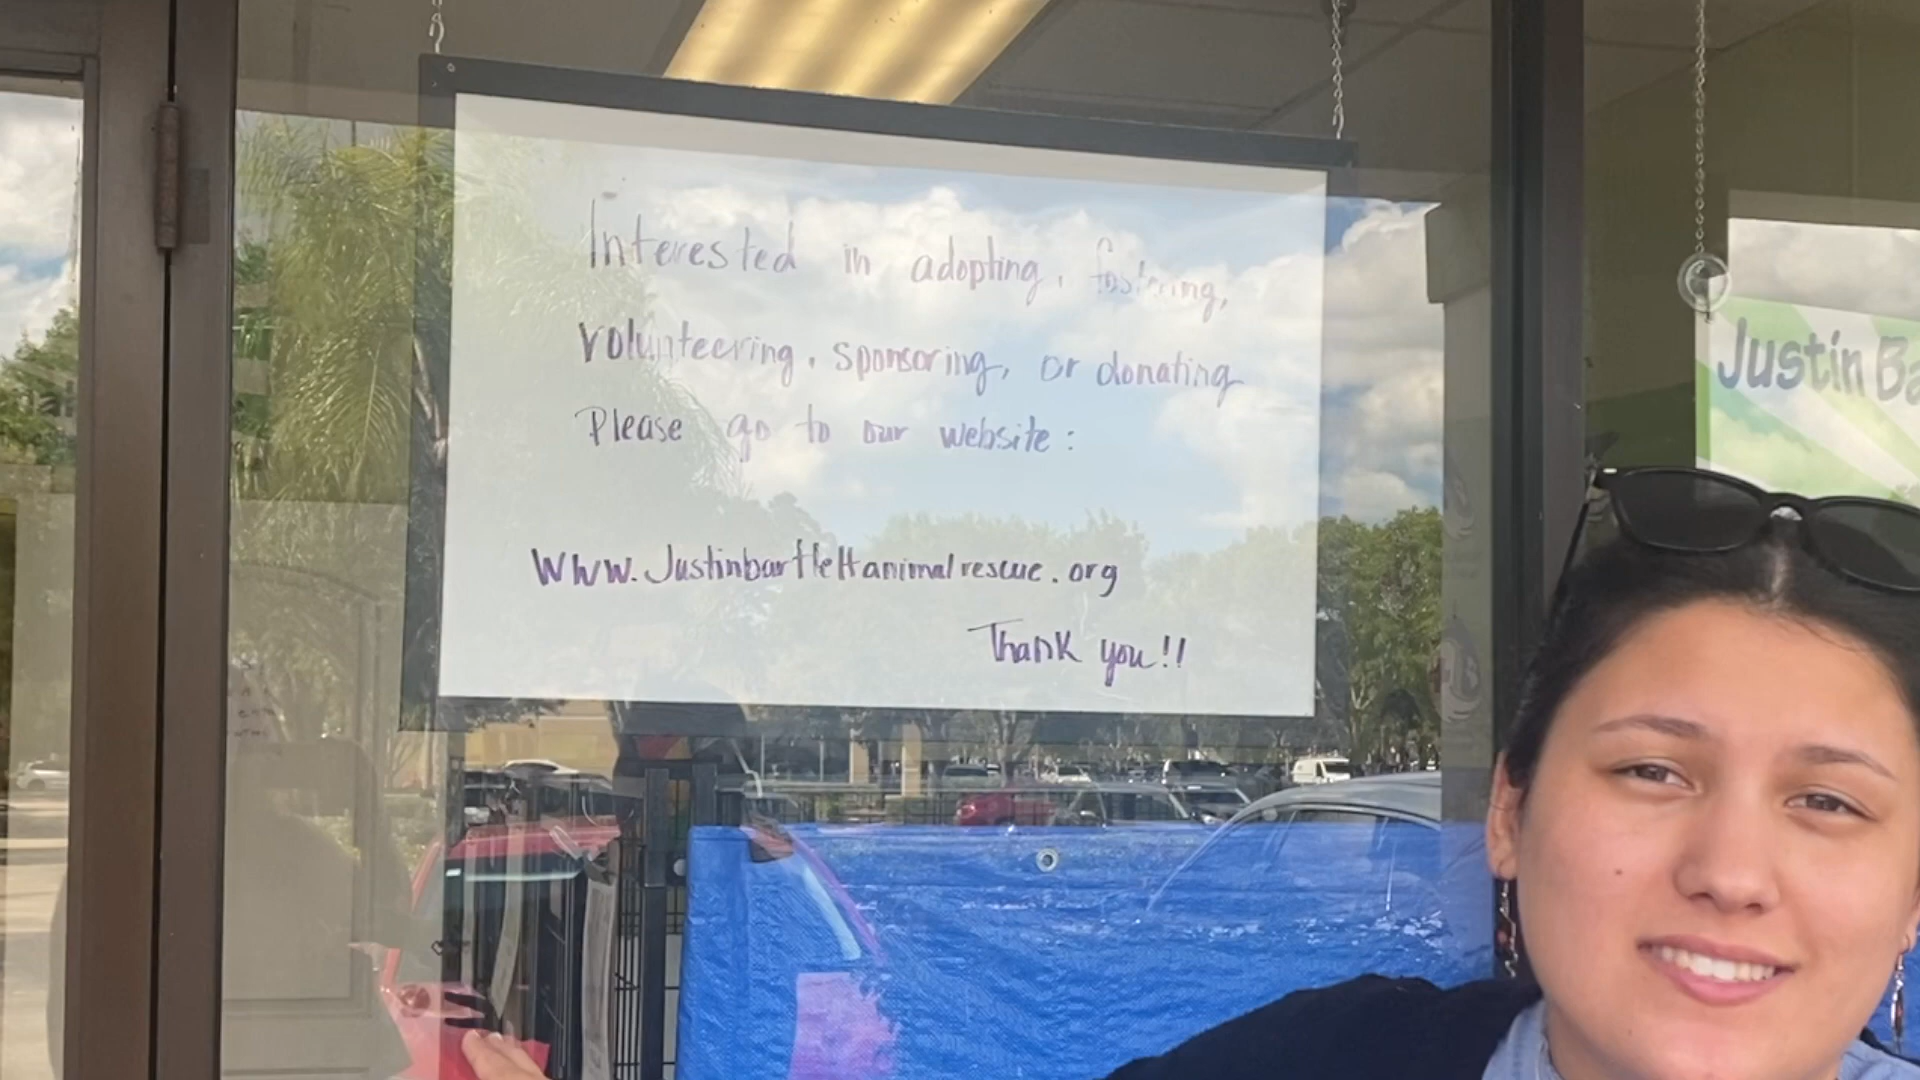 Interested in adopting, fostering,
volunteering, sponsoring, or donating
Please go to our website:
www.Justinbartlettanimalrescue.org
Thank you!!
Justin Ba